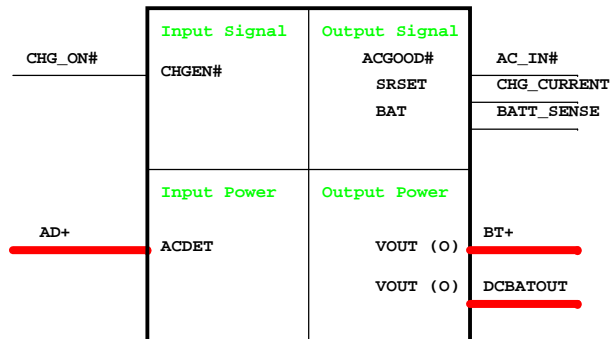 Input Signal Output Signal
CHG_ON# ACGOOD# AC_IN#
CHGEN# SRSET CHG_CURRENT
BAT BATT_SENSE
Input Power Output Power
AD+ ACDET VOUT (O) BT+
VOUT (O) DCBATOUT